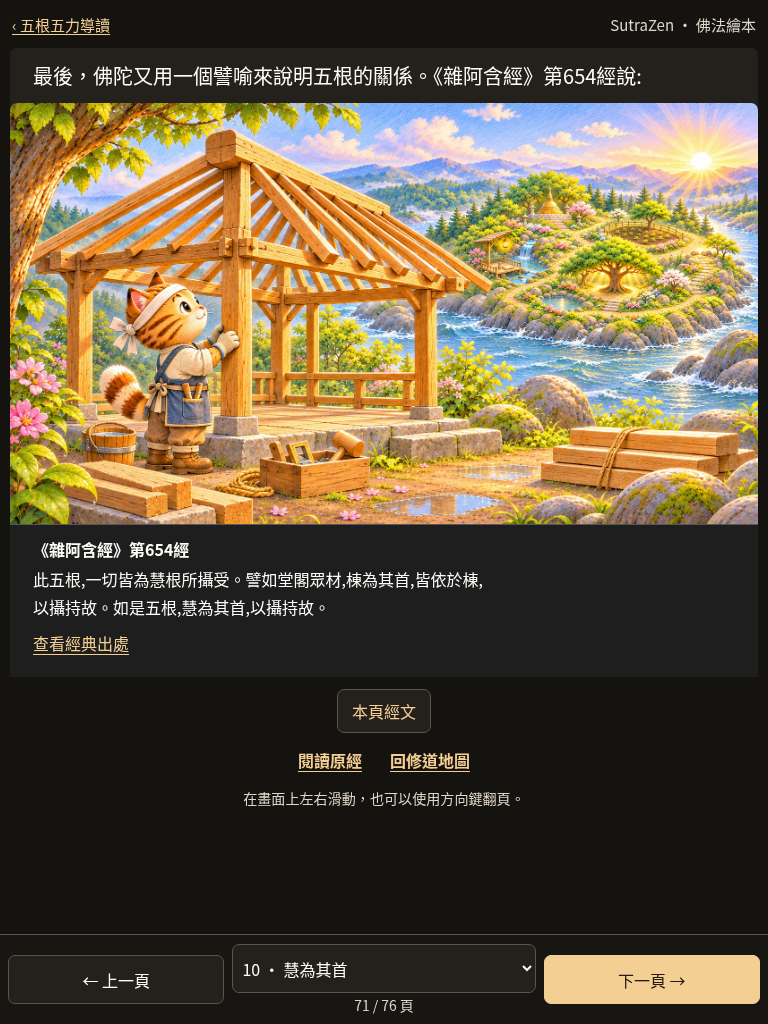 ‹ 五根五力導讀
SutraZen · 佛法繪本
最後，佛陀又用一個譬喻來說明五根的關係。《雜阿含經》第654經說:
《雜阿含經》第654經
此五根,一切皆為慧根所攝受。譬如堂閣眾材,棟為其首,皆依於棟,
以攝持故。如是五根,慧為其首,以攝持故。
查看經典出處
本頁經文
閱讀原經 回修道地圖
在畫面上左右滑動，也可以使用方向鍵翻頁。
← 上一頁
10 · 慧為其首
下一頁 →
71 / 76 頁